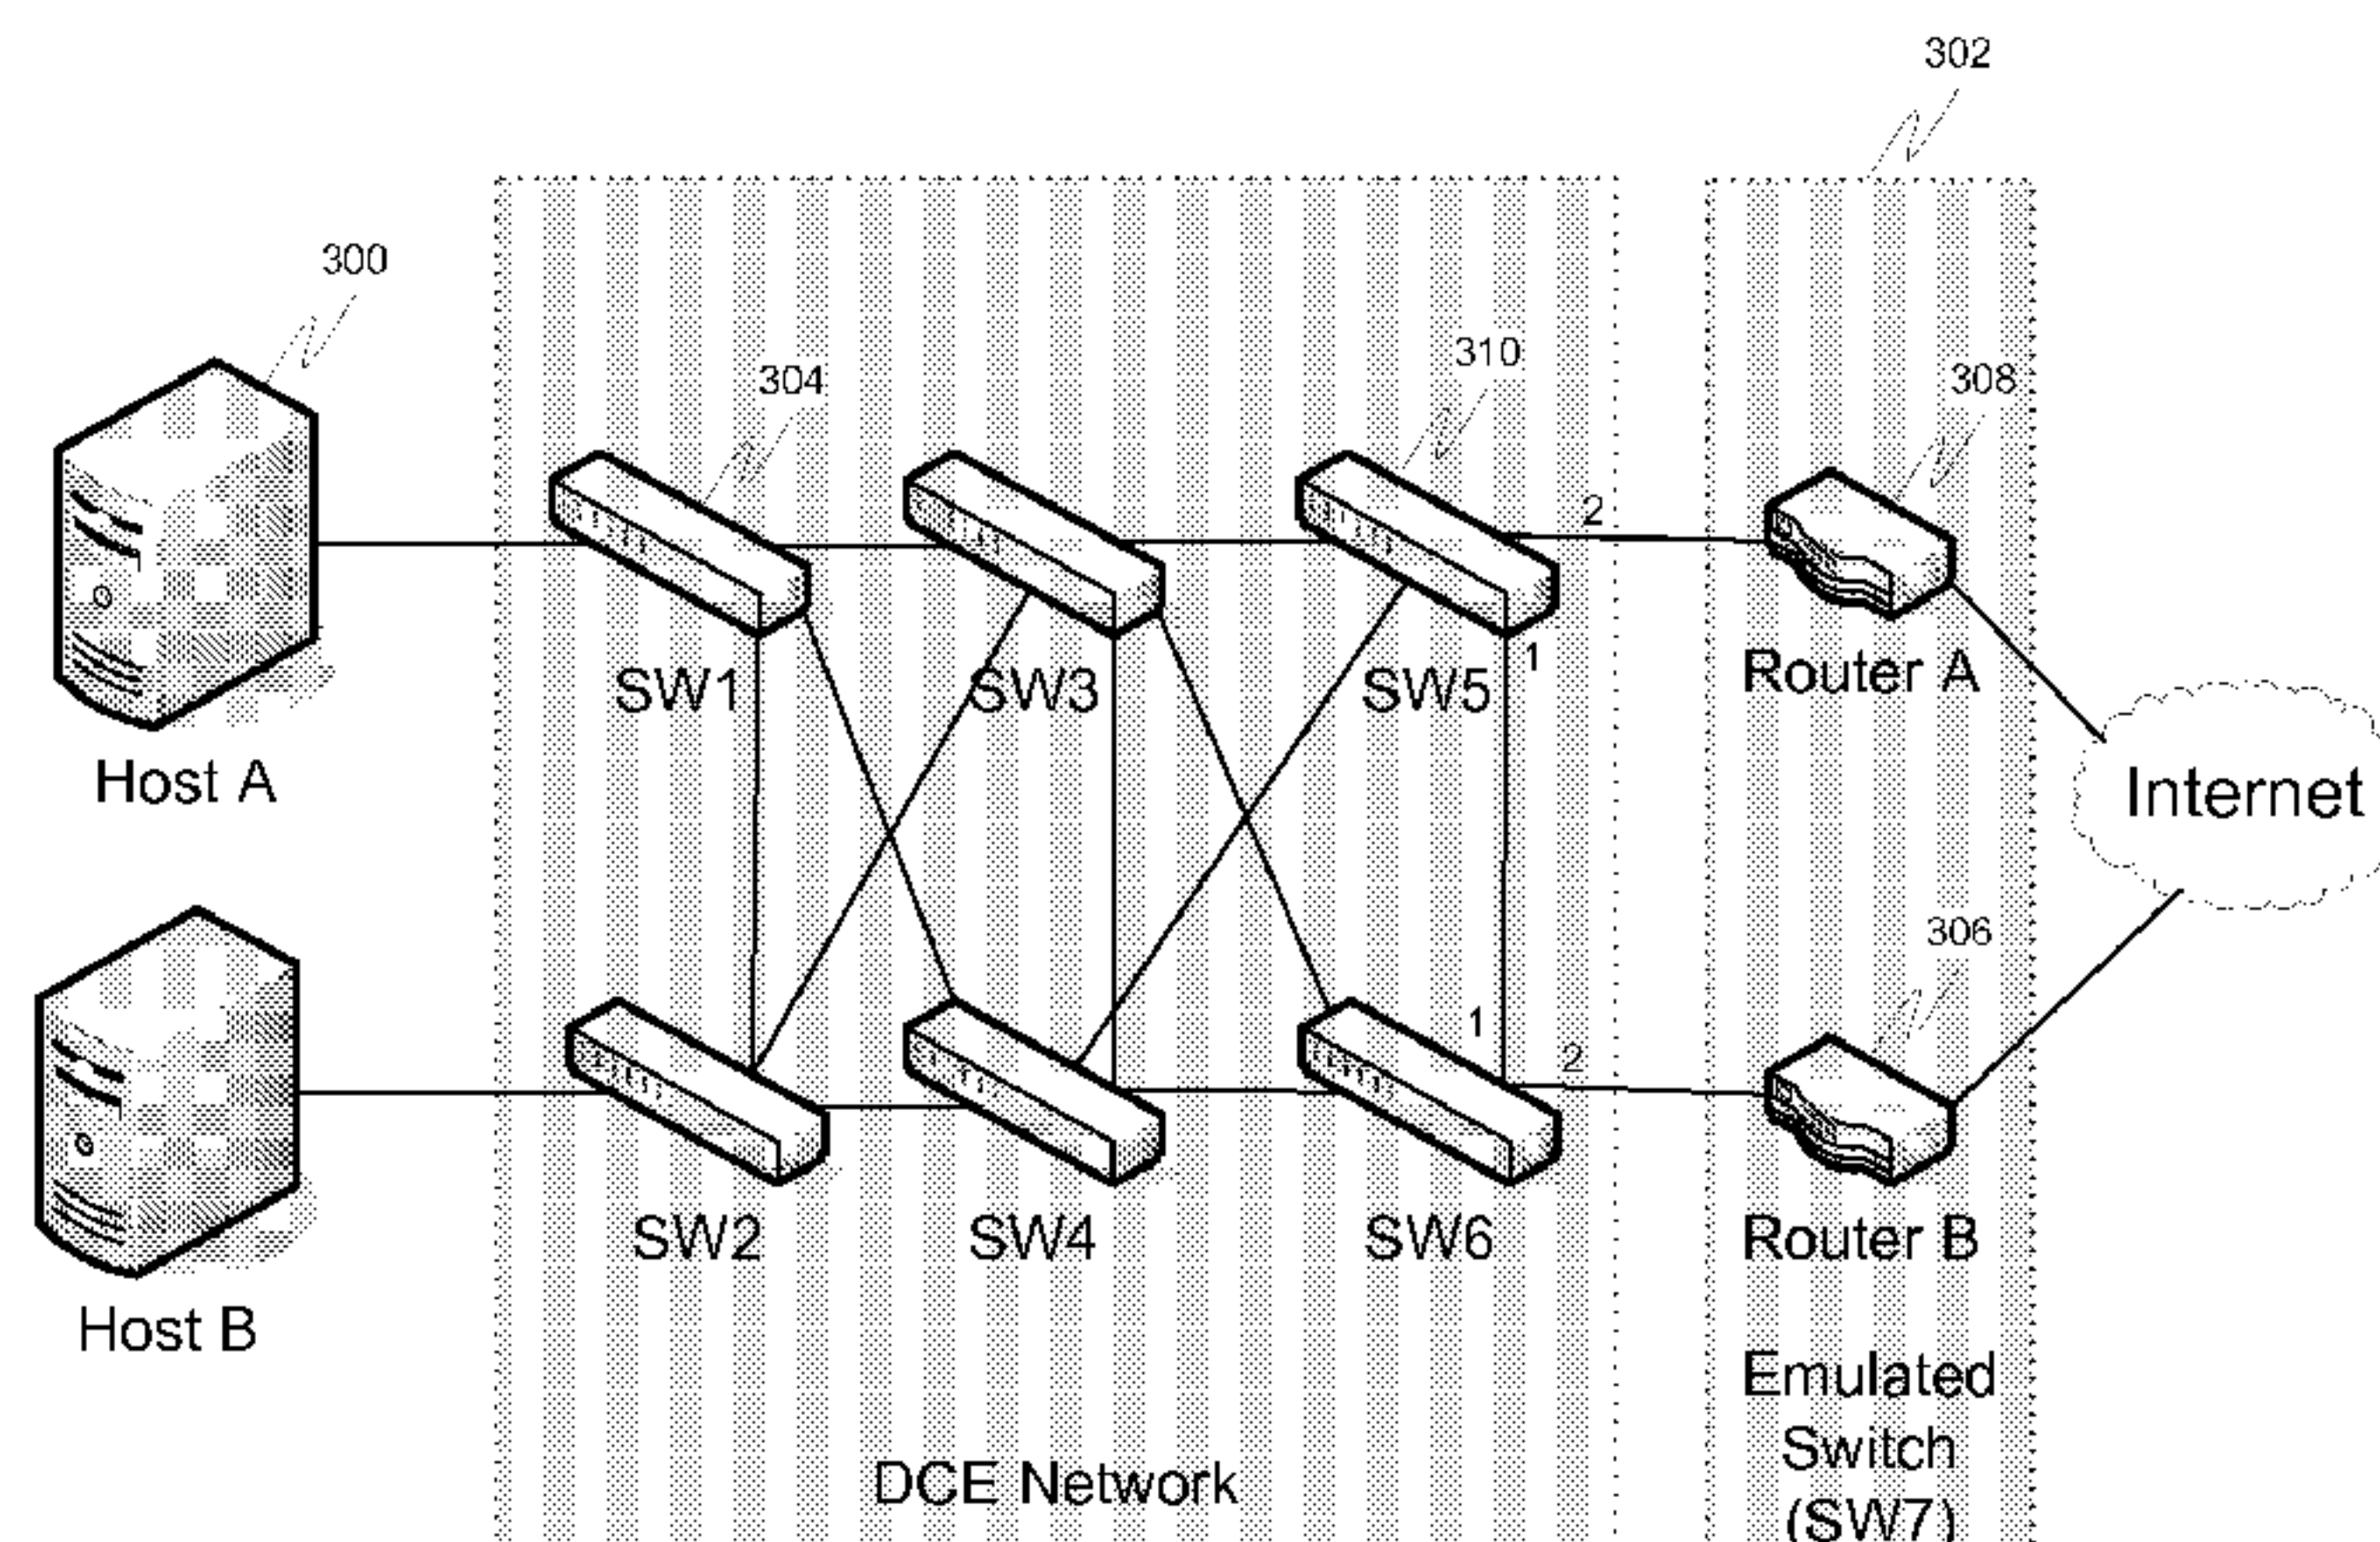 302
300
304
310
308
2
SW1
SW3
SW5
1
Router A
Host A
Internet
306
1
2
SW2
SW4
SW6
Router B
Host B
Emulated
Switch
(SW7)
DCE Network